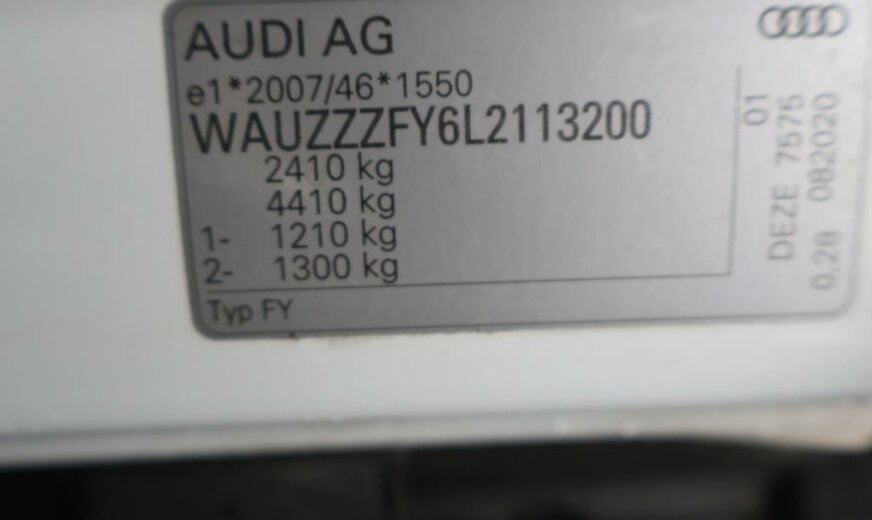 AUDI AG
e1*2007/46*1550
WAUZZZFY6L2113200
2410 kg
4410 kg
1- 1210 kg
2- 1300 kg
Typ FY
01
DEZE 7575
0,28 082020